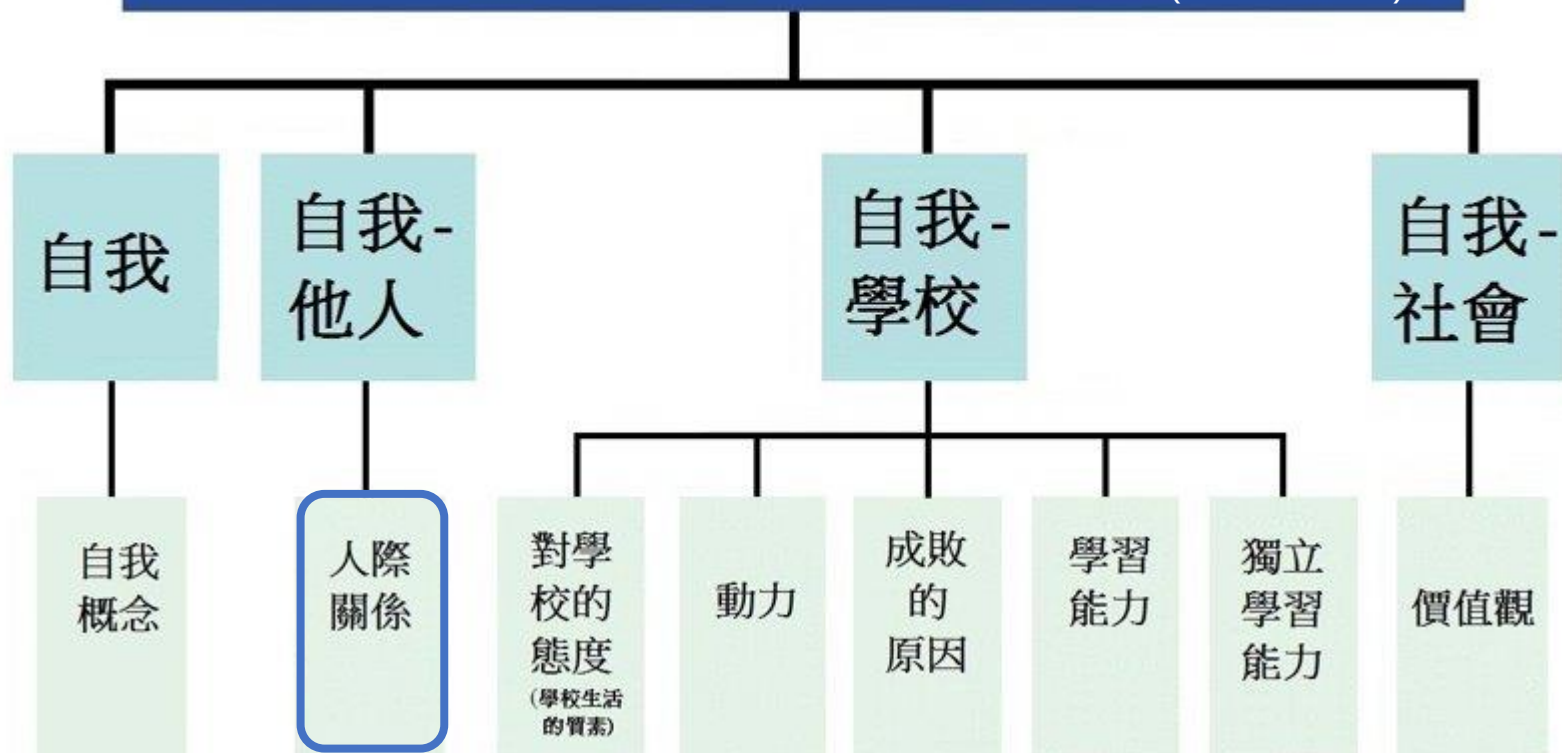 自我
自我-
他人
自我-
學校
自我-
社會
自我
概念
人際
關係
對學
校的
態度
(學校生活
的質素)
動力
成敗
的
原因
學習
能力
獨立
學習
能力
價值觀